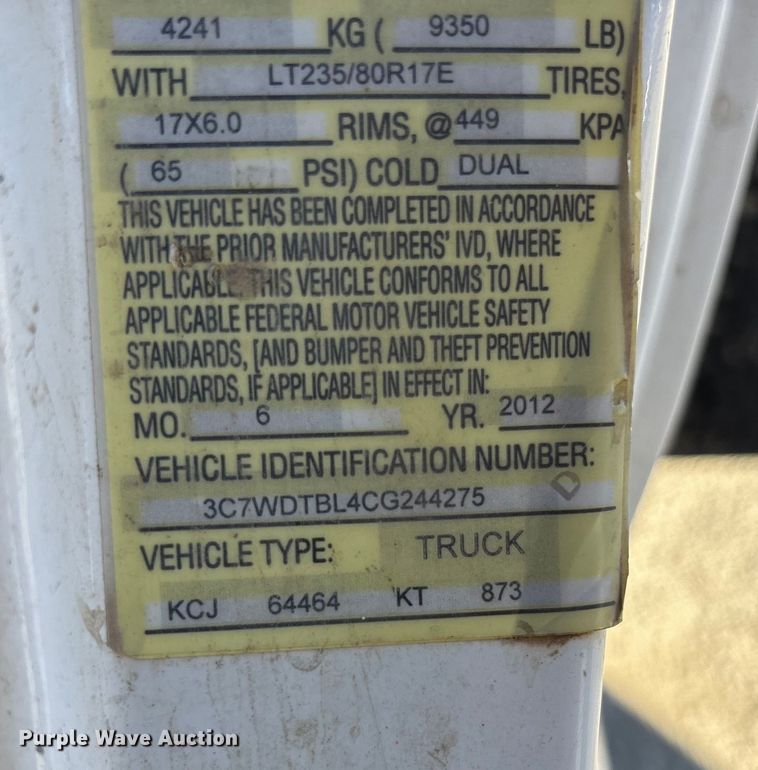 4241 KG ( 9350 LB)
WITH LT235/80R17E TIRES,
17X6.0 RIMS, @ 449 KPA
( 65 PSI) COLD DUAL
THIS VEHICLE HAS BEEN COMPLETED IN ACCORDANCE
WITH THE PRIOR MANUFACTURERS' IVD, WHERE
APPLICABLE. THIS VEHICLE CONFORMS TO ALL
APPLICABLE FEDERAL MOTOR VEHICLE SAFETY
STANDARDS, [AND BUMPER AND THEFT PREVENTION
STANDARDS, IF APPLICABLE] IN EFFECT IN:
MO. 6 YR. 2012
VEHICLE IDENTIFICATION NUMBER:
3C7WDTBL4CG244275 D
VEHICLE TYPE: TRUCK
KCJ 64464 KT 873
Purple Wave Auction